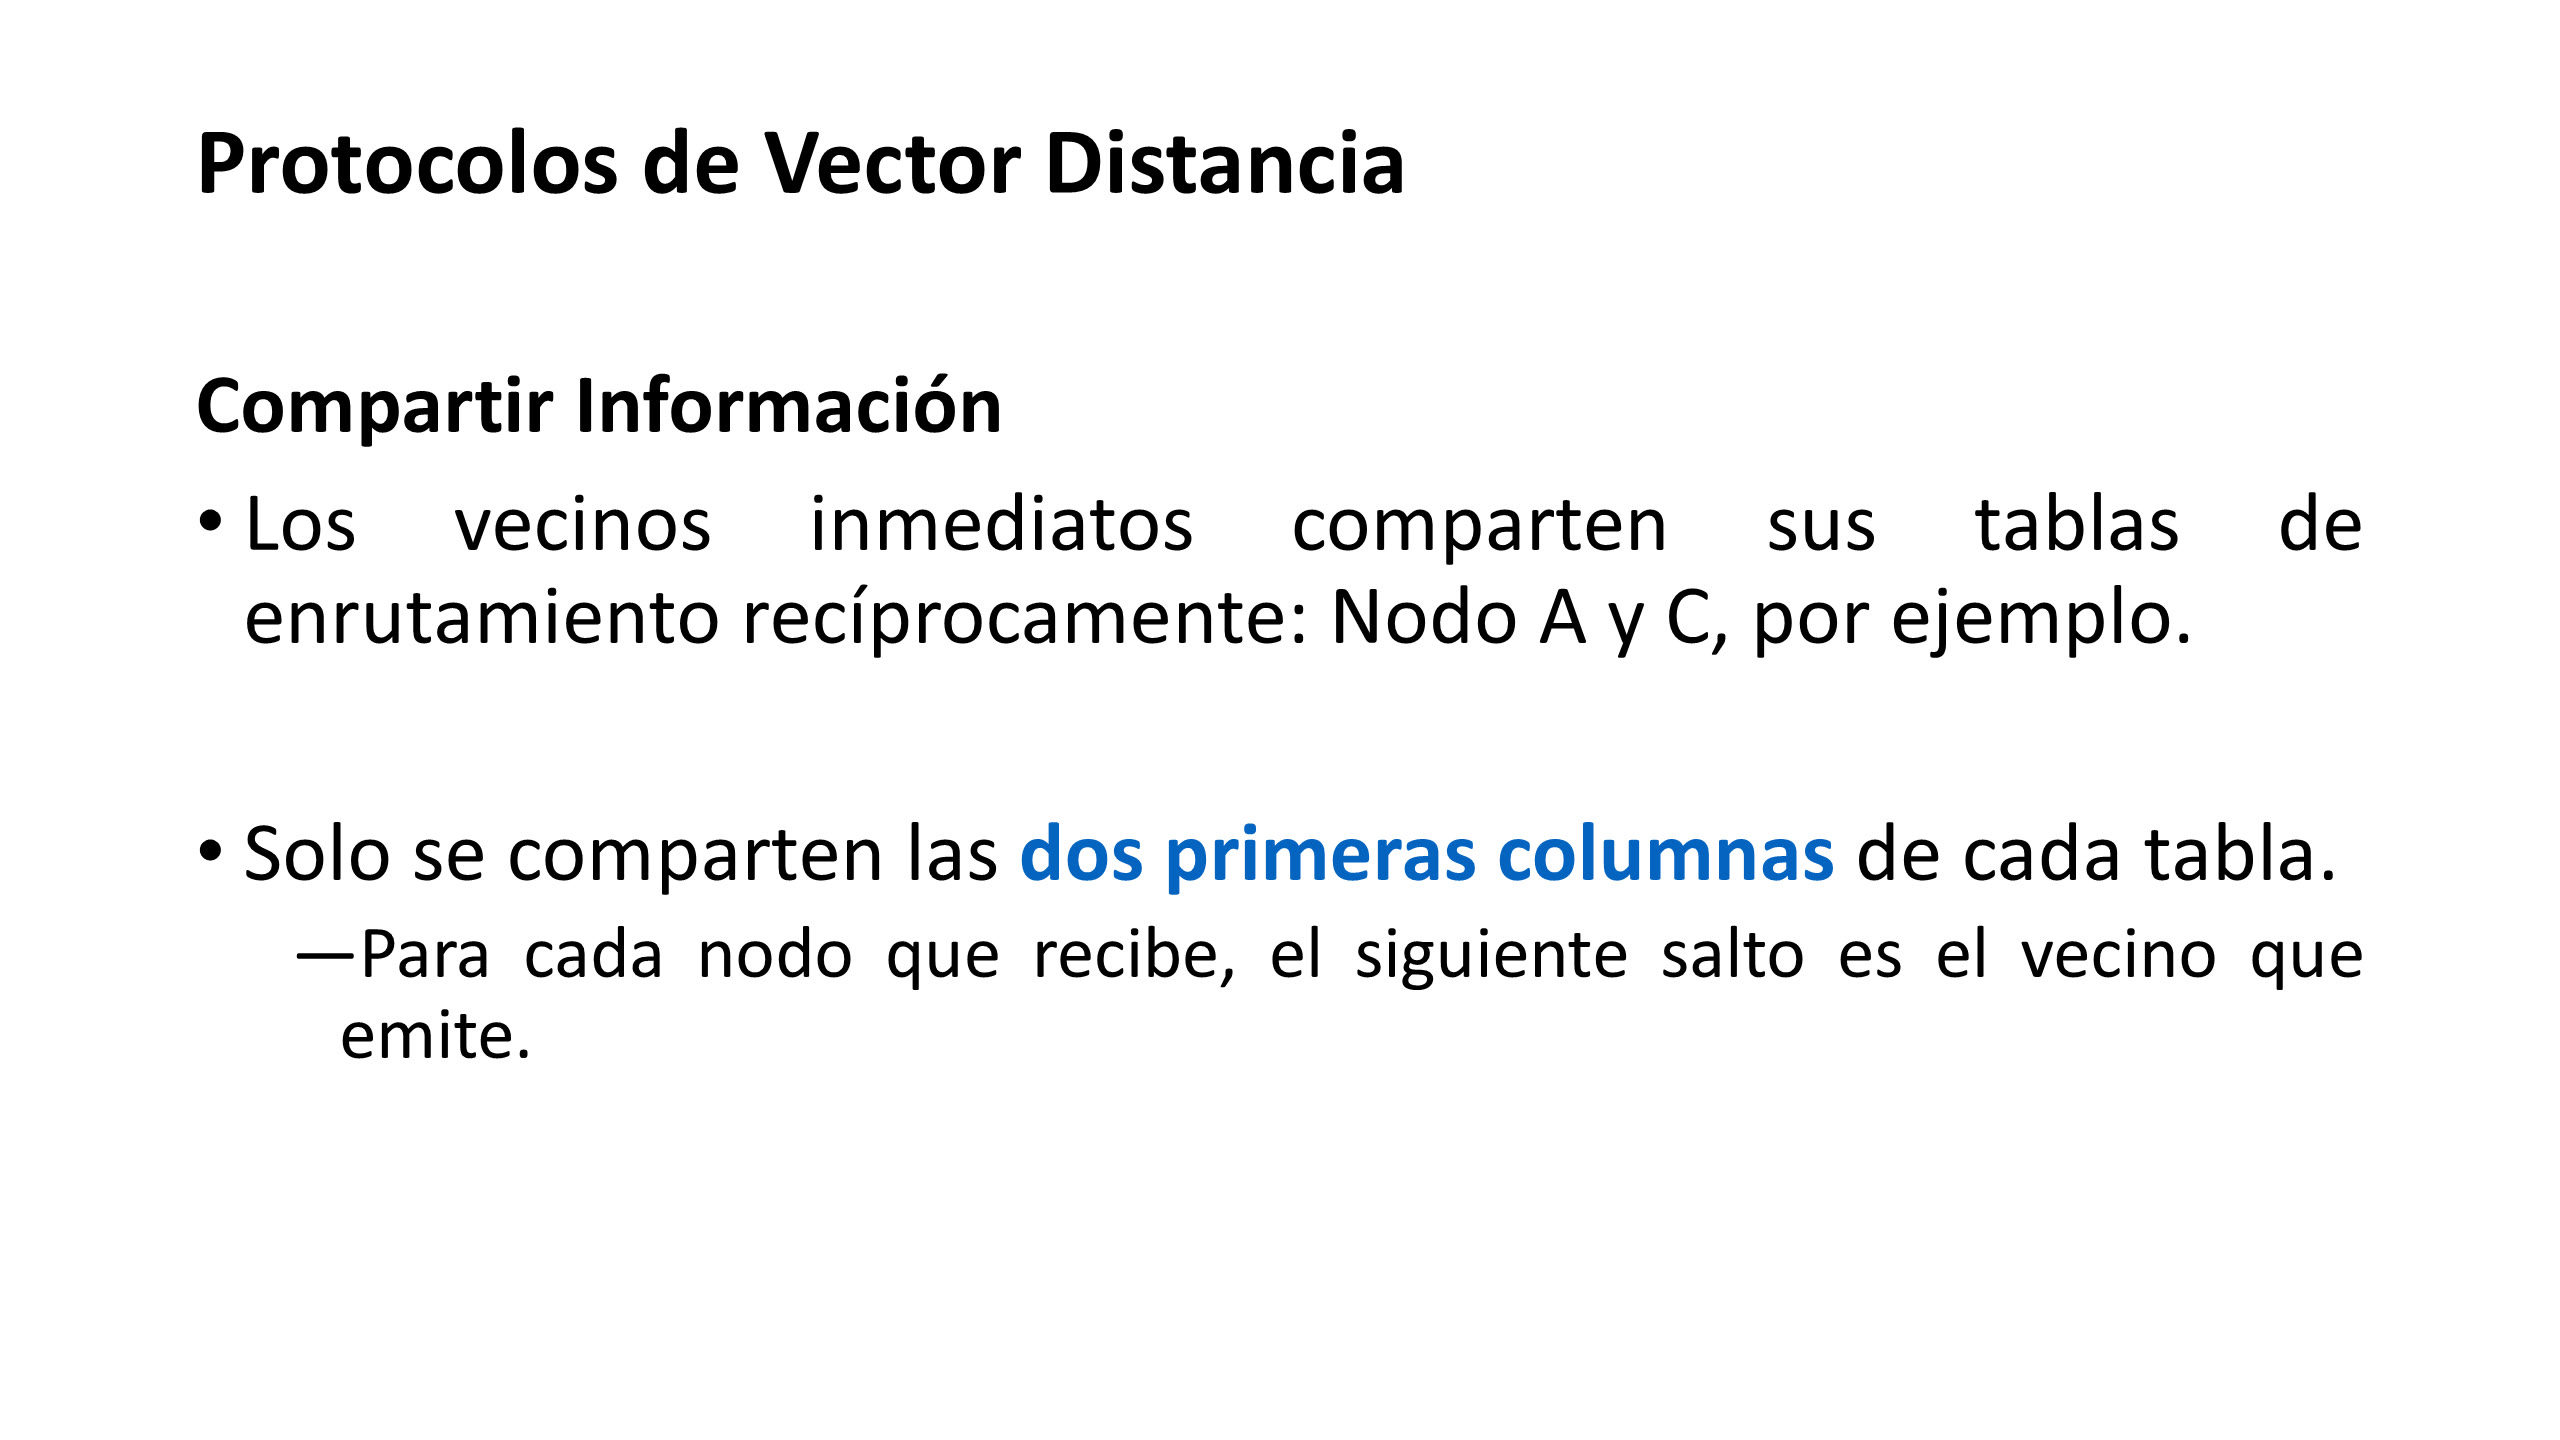 Protocolos de Vector Distancia
Compartir Información
• Los vecinos inmediatos comparten sus tablas de
enrutamiento recíprocamente: Nodo A y C, por ejemplo.
• Solo se comparten las dos primeras columnas de cada tabla.
—Para cada nodo que recibe, el siguiente salto es el vecino que
emite.